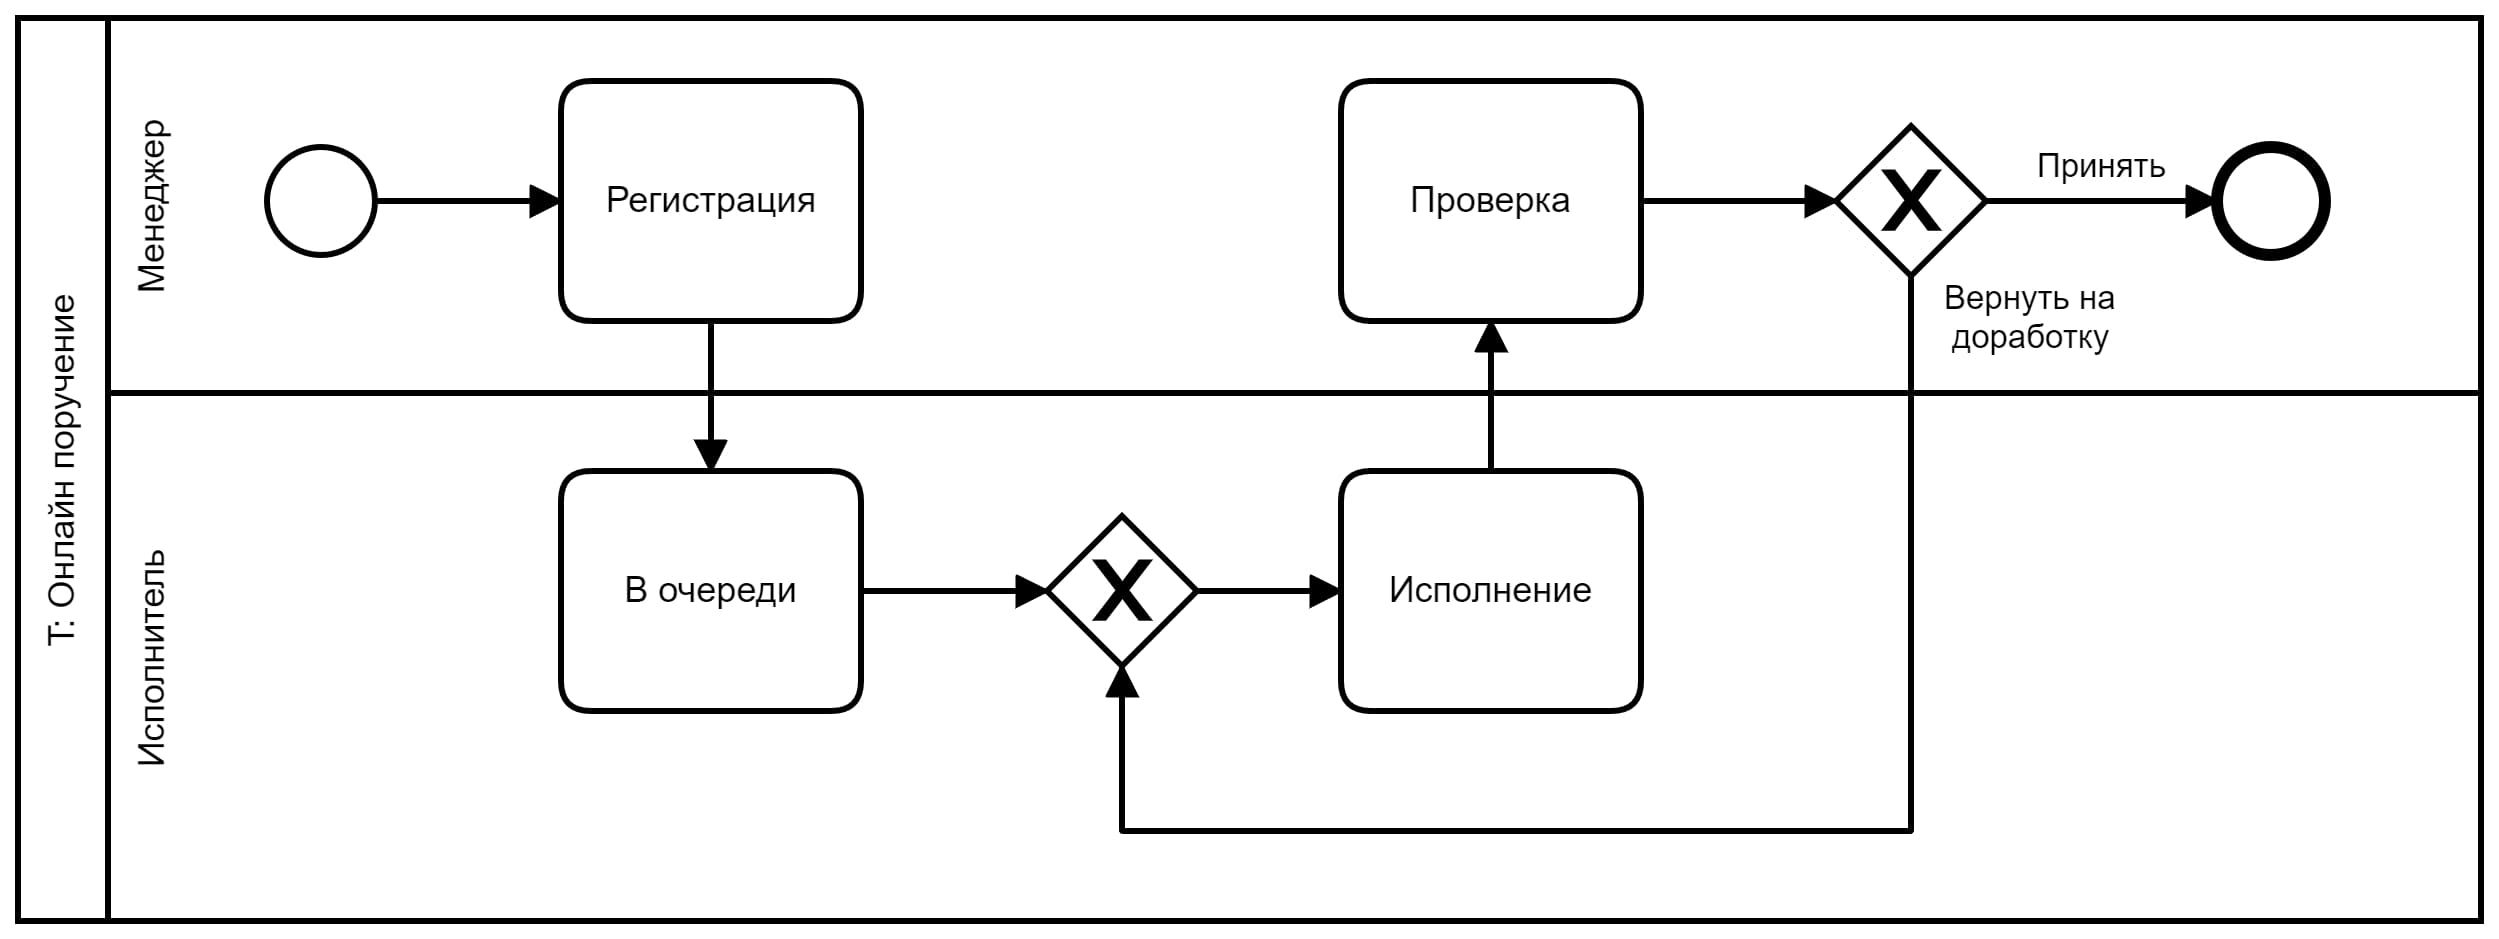 Т: Онлайн поручение
Менеджер
Регистрация
Проверка
X
Принять
Вернуть на
доработку
Исполнитель
В очереди
X
Исполнение